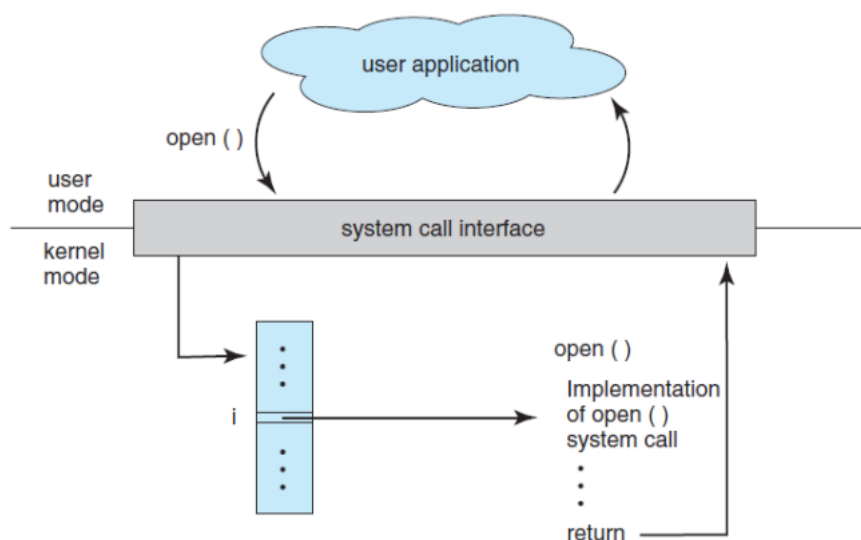 user application
open ( )
user
mode
system call interface
kernel
mode
i
open ( )
Implementation
of open ( )
system call
return